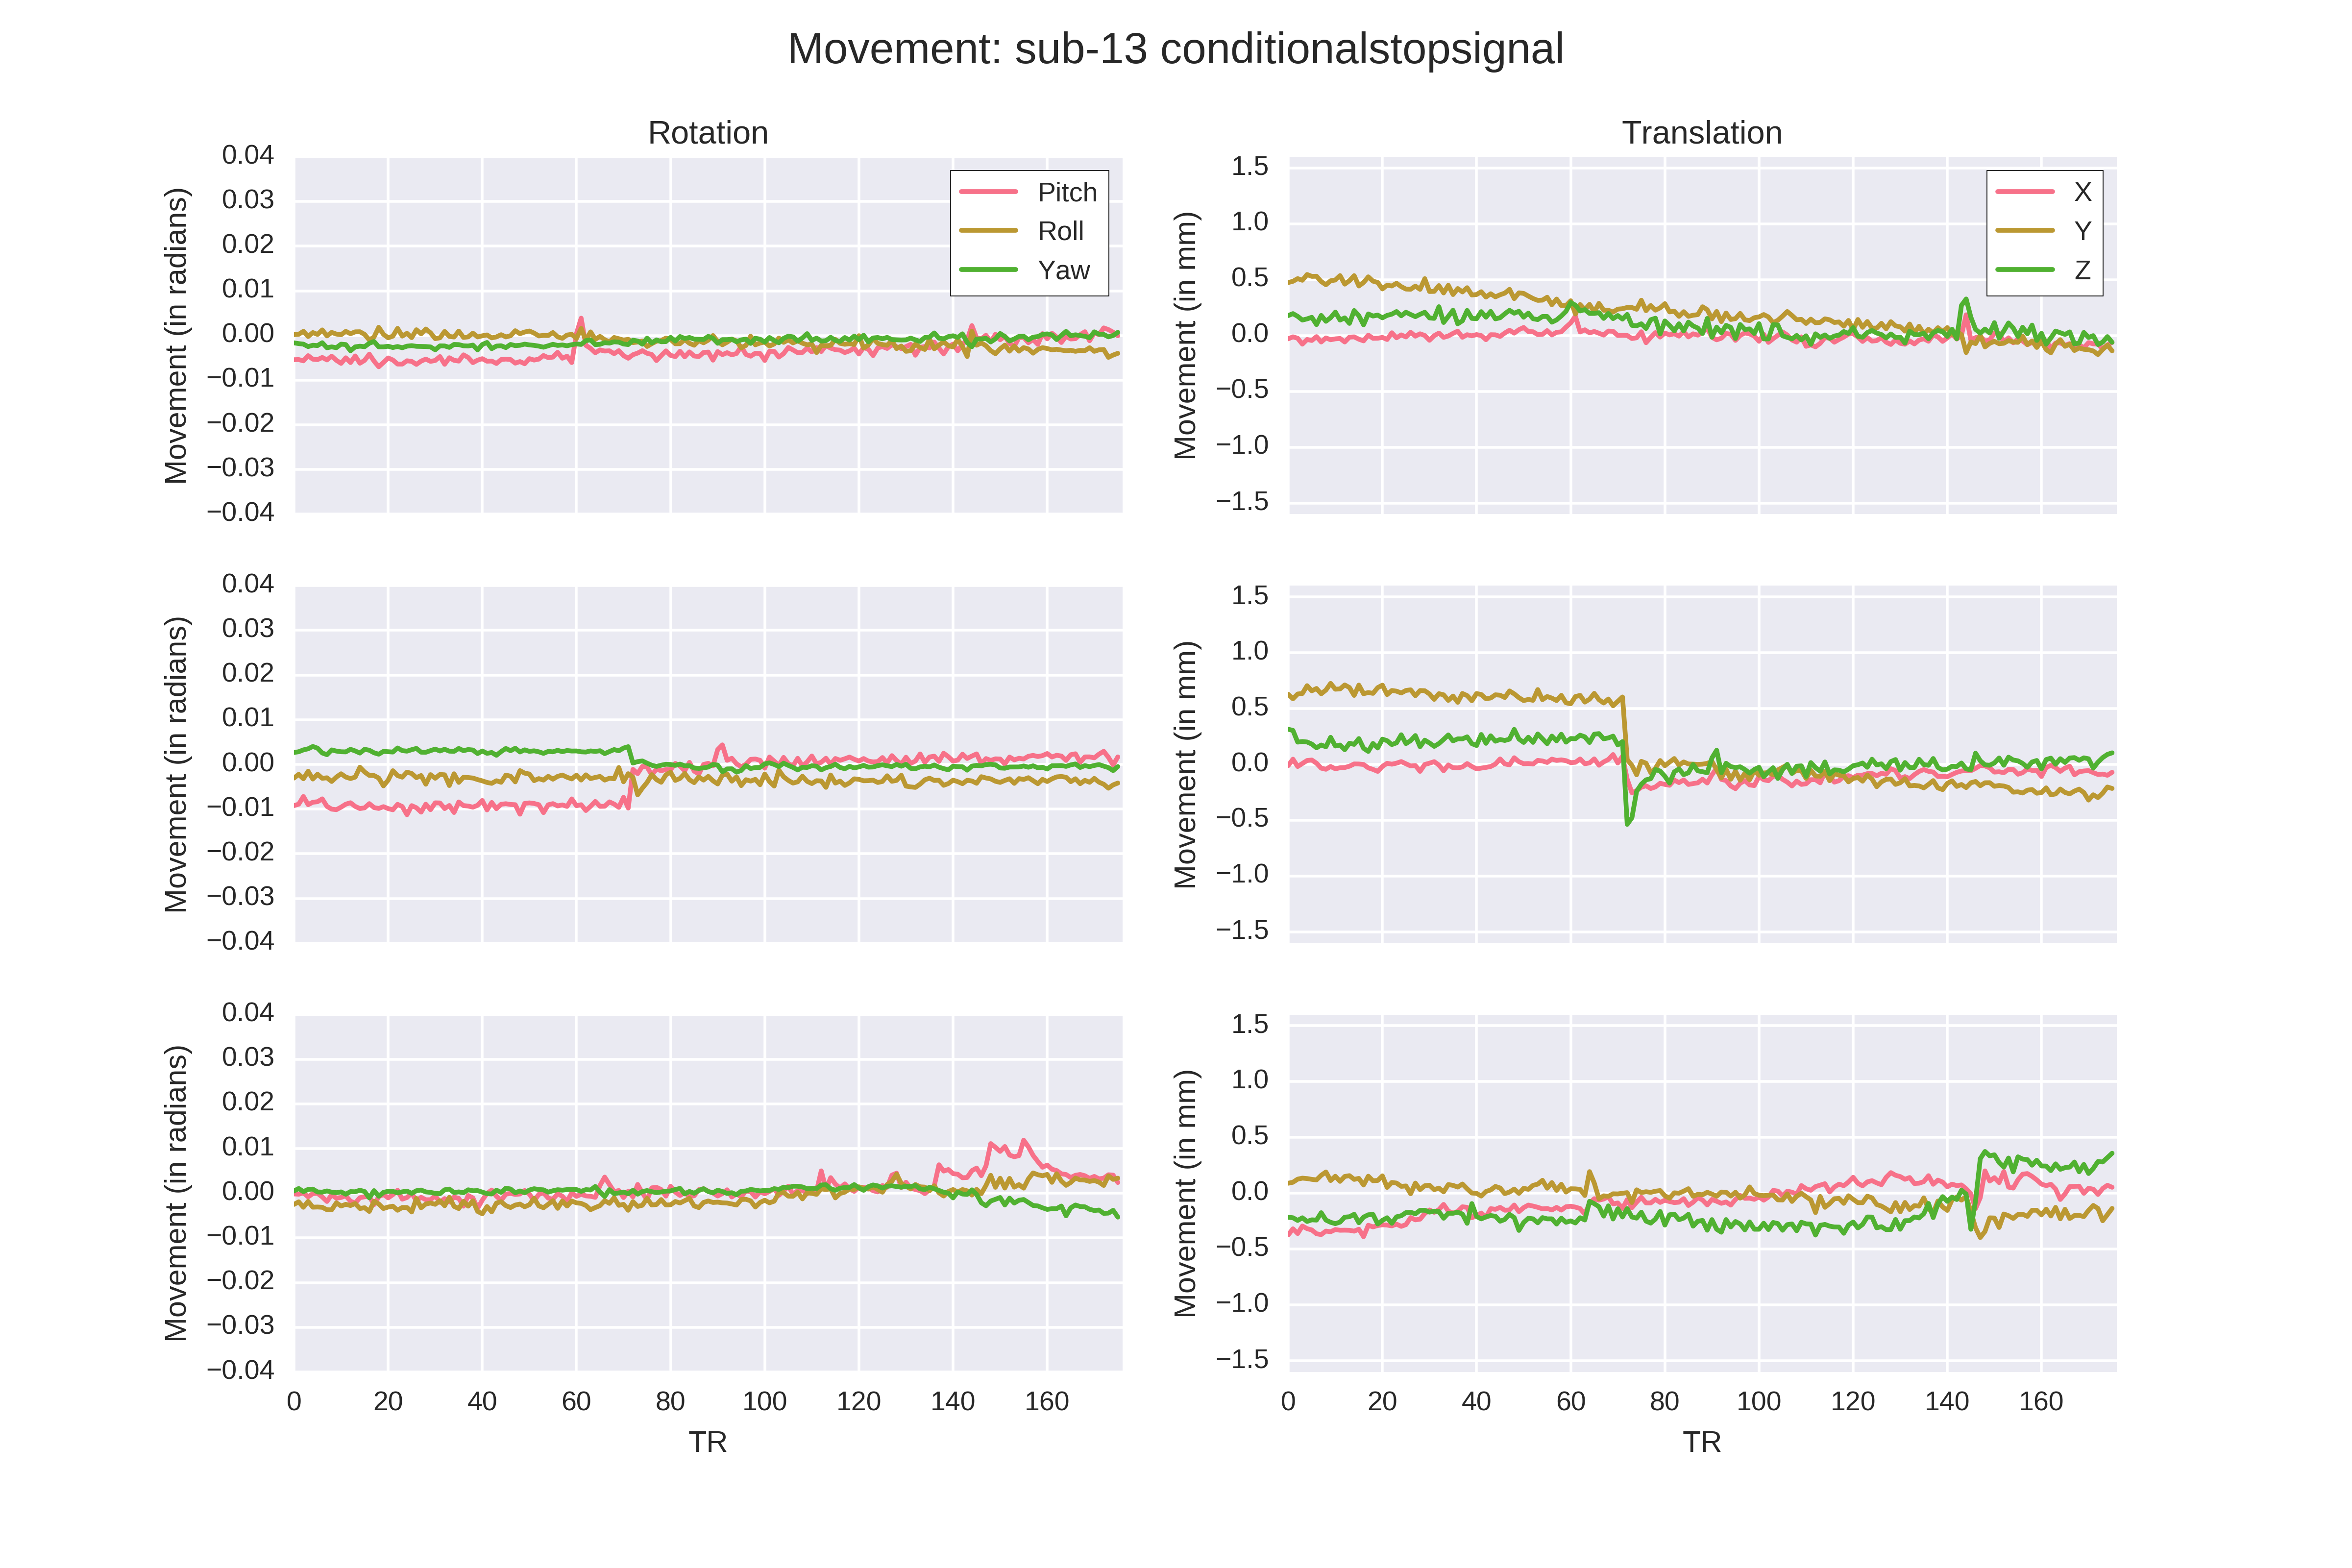 Movement: sub-13 conditionalstopsignal
Rotation
Translation
Movement (in radians)
0.04
0.03
0.02
0.01
0.00
−0.01
−0.02
−0.03
−0.04
Pitch
Roll
Yaw
Movement (in mm)
1.5
1.0
0.5
0.0
−0.5
−1.0
−1.5
X
Y
Z
Movement (in radians)
0.04
0.03
0.02
0.01
0.00
−0.01
−0.02
−0.03
−0.04
Movement (in mm)
1.5
1.0
0.5
0.0
−0.5
−1.0
−1.5
Movement (in radians)
0.04
0.03
0.02
0.01
0.00
−0.01
−0.02
−0.03
−0.04
0 20 40 60 80 100 120 140 160
TR
Movement (in mm)
1.5
1.0
0.5
0.0
−0.5
−1.0
−1.5
0 20 40 60 80 100 120 140 160
TR